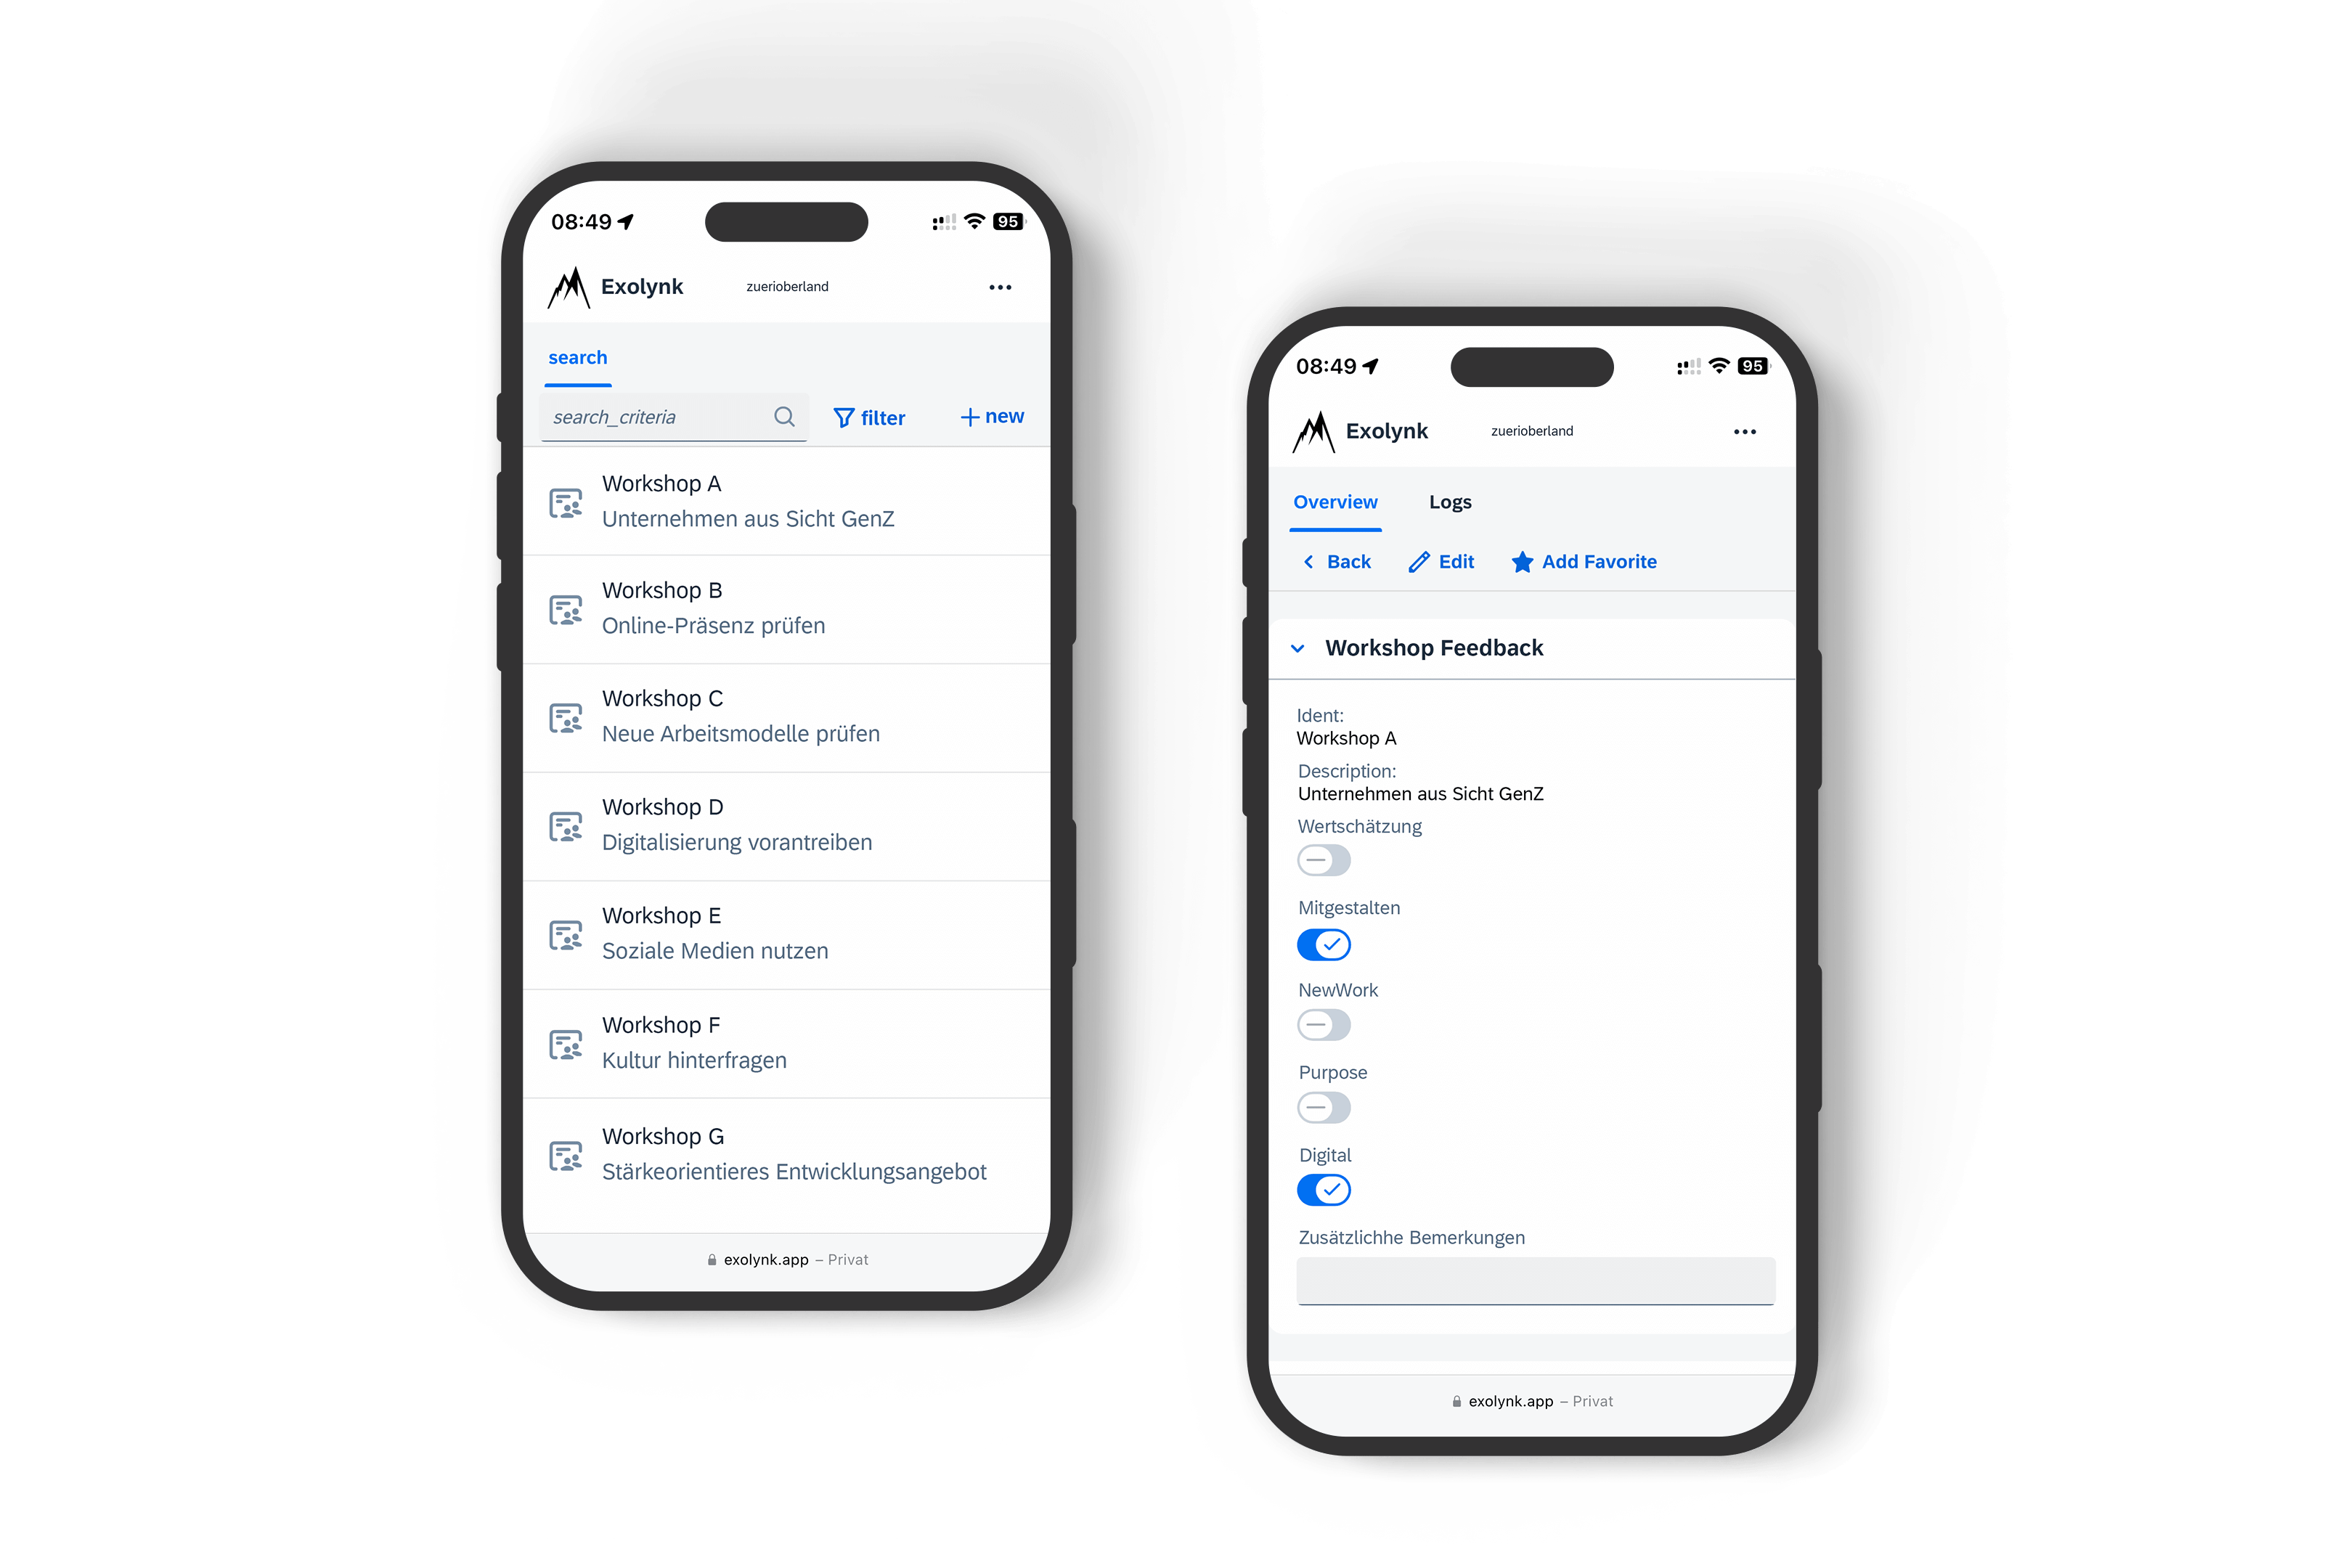 08:49
95
Exolynk
zuerioberland
search
search_criteria
filter
new
Workshop A
Unternehmen aus Sicht GenZ
Workshop B
Online-Präsenz prüfen
Workshop C
Neue Arbeitsmodelle prüfen
Workshop D
Digitalisierung vorantreiben
Workshop E
Soziale Medien nutzen
Workshop F
Kultur hinterfragen
Workshop G
Stärkeorientieres Entwicklungsangebot
exolynk.app – Privat
08:49
95
Exolynk
zuerioberland
Overview
Logs
Back
Edit
Add Favorite
Workshop Feedback
Ident:
Workshop A
Description:
Unternehmen aus Sicht GenZ
Wertschätzung
Mitgestalten
NewWork
Purpose
Digital
Zusätzlichhe Bemerkungen
exolynk.app – Privat